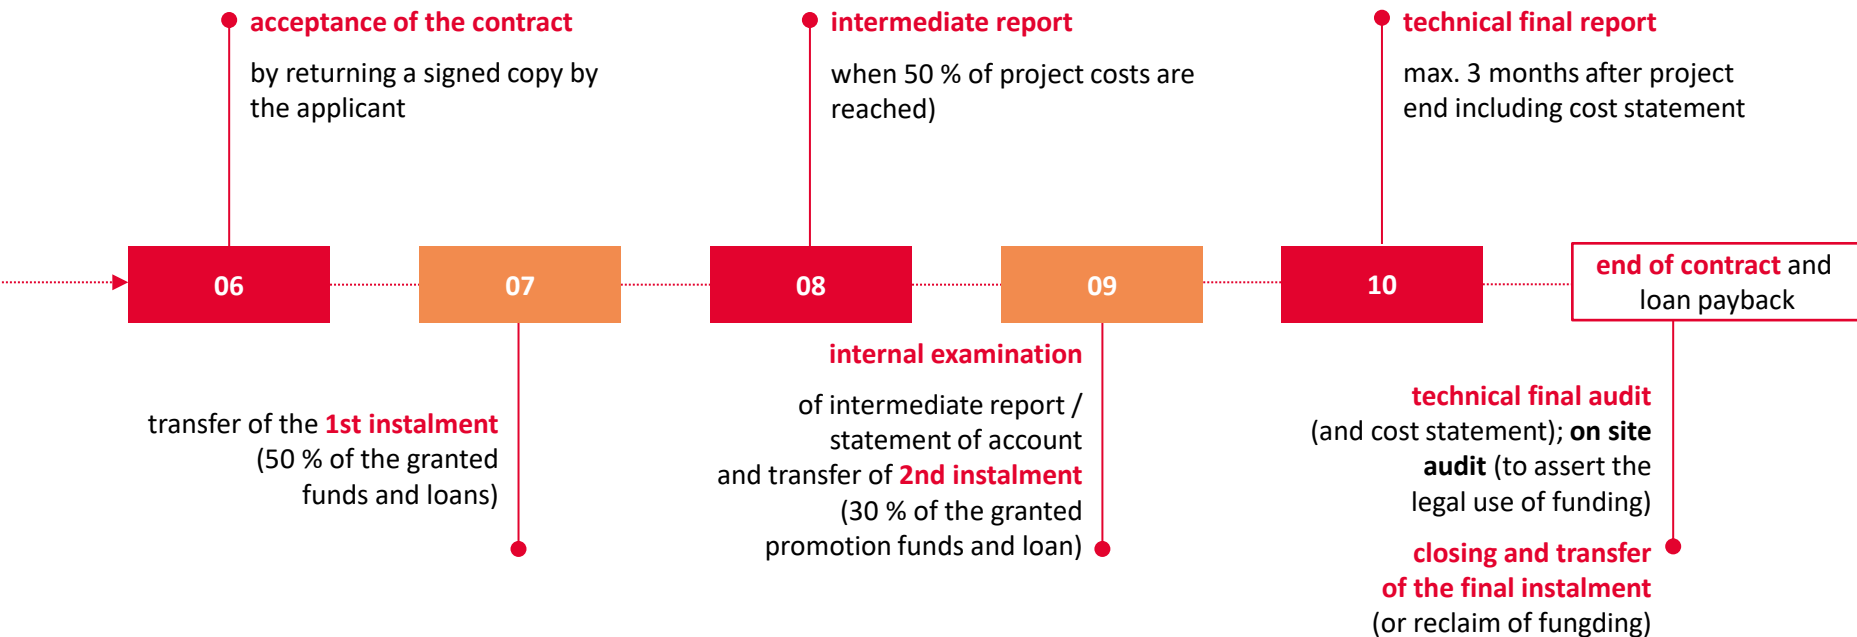 acceptance of the contract
by returning a signed copy by
the applicant
intermediate report
when 50 % of project costs are
reached)
technical final report
max. 3 months after project
end including cost statement
06
07
08
09
10
end of contract and
loan payback
transfer of the 1st instalment
(50 % of the granted
funds and loans)
internal examination
of intermediate report /
statement of account
and transfer of 2nd instalment
(30 % of the granted
promotion funds and loan)
technical final audit
(and cost statement); on site
audit (to assert the
legal use of funding)
closing and transfer
of the final instalment
(or reclaim of fungding)